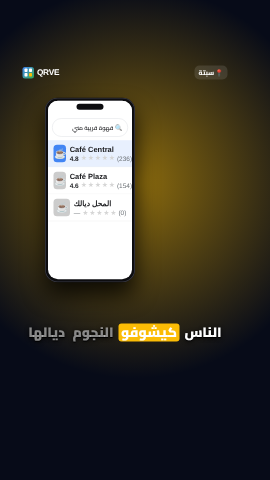 QRVE
سبتة
قهوة قريبة مني
Café Central
4.8 ★★★★★ (236)
Café Plaza
4.6 ★★★★★ (154)
المحل ديالك
— ★★★★★ (0)
الناس كيشوفو النجوم ديالها